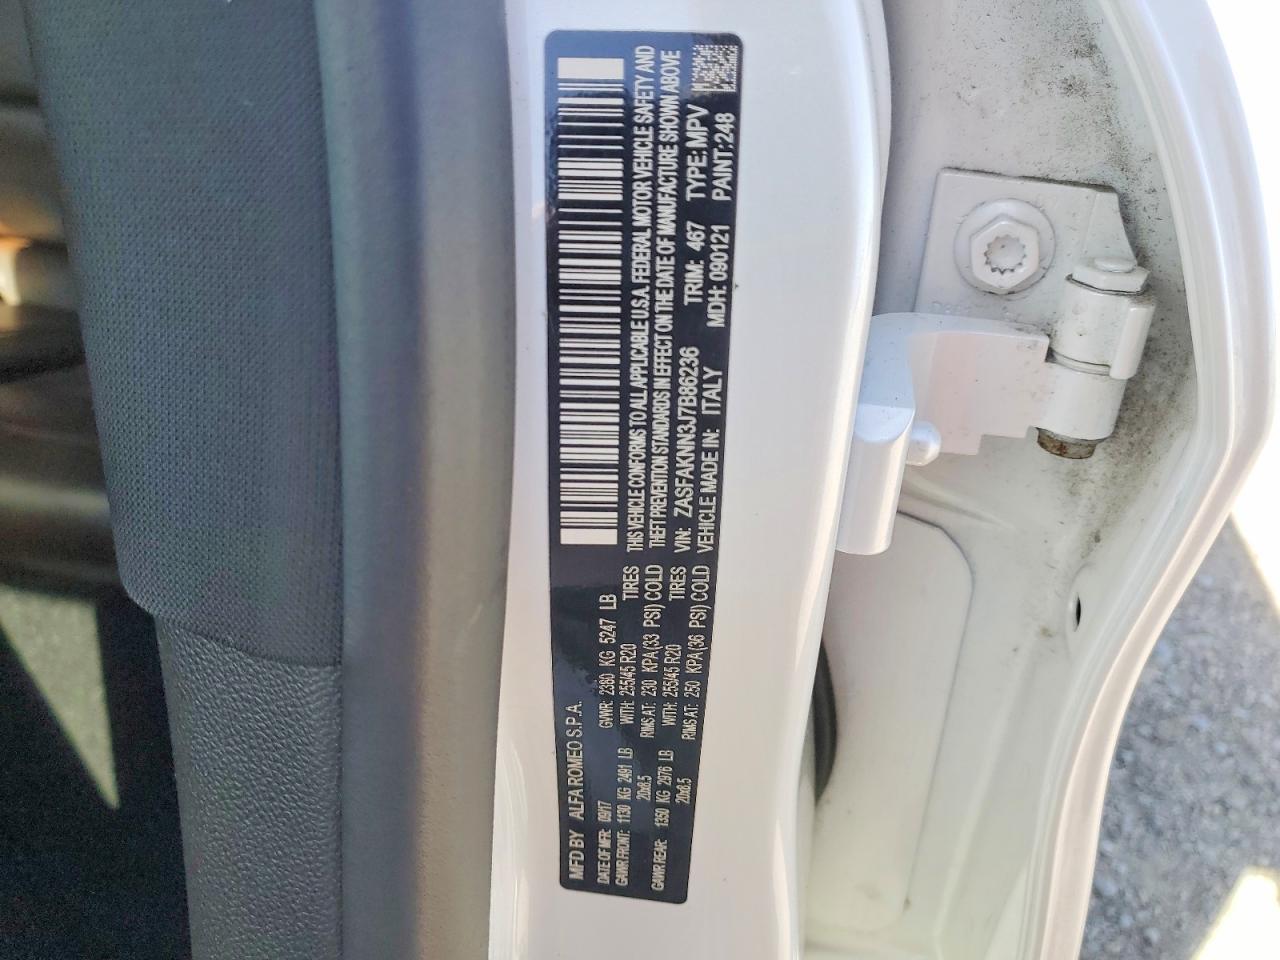 MFD BY ALFA ROMEO S.P.A.
DATE OF MFR: 09/17 GVWR: 2380 KG 5247 LB
GAWR FRONT: 1130 KG 2491 LB WITH: 255/45 R20 TIRES
20x8.5 RIMS AT: 230 KPA (33 PSI) COLD
GAWR REAR: 1350 KG 2976 LB WITH: 255/45 R20 TIRES
20x8.5 RIMS AT: 250 KPA (36 PSI) COLD
THIS VEHICLE CONFORMS TO ALL APPLICABLE U.S.A. FEDERAL MOTOR VEHICLE SAFETY AND
THEFT PREVENTION STANDARDS IN EFFECT ON THE DATE OF MANUFACTURE SHOWN ABOVE
VIN: ZASFAKNN3J7B86236 TRIM: 467 TYPE: MPV
VEHICLE MADE IN: ITALY MDH: 090121 PAINT: 248